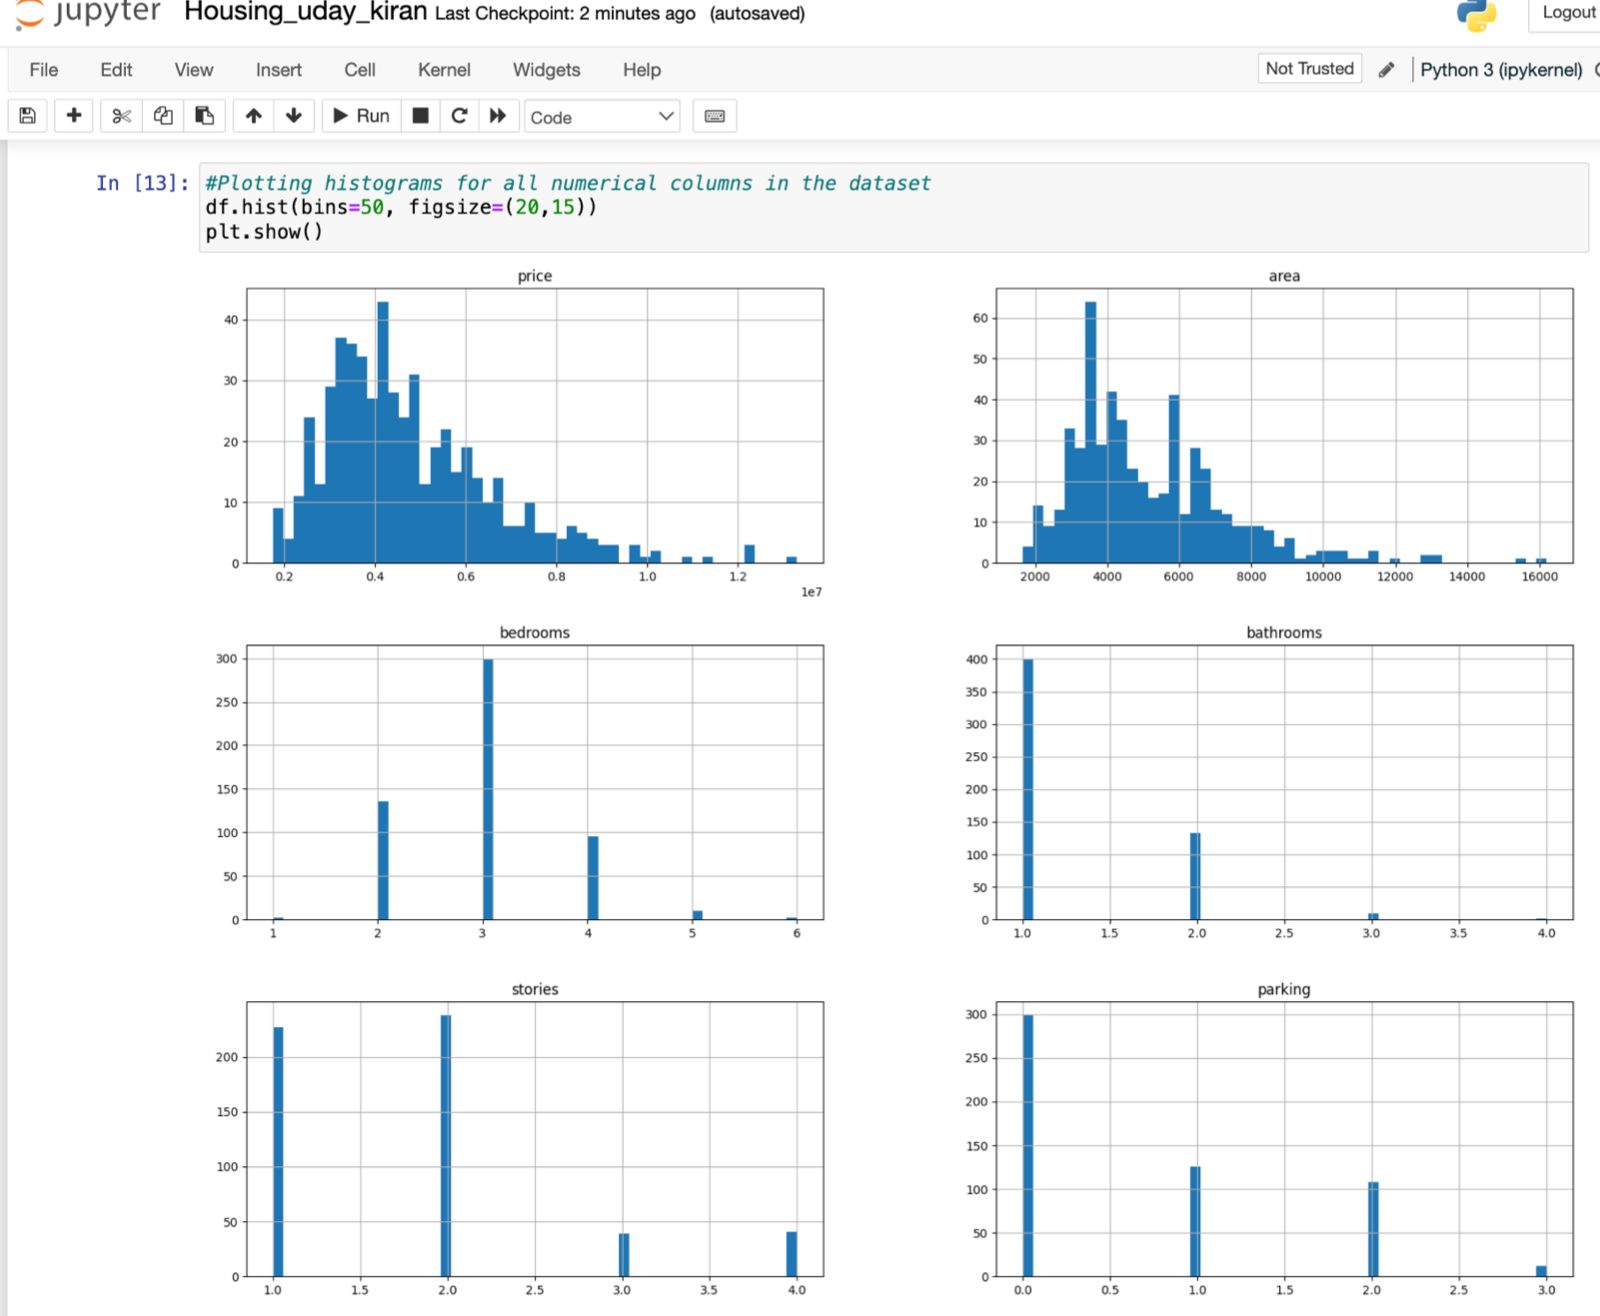 jupyter Housing_uday_kiran Last Checkpoint: 2 minutes ago (autosaved) Logout
File Edit View Insert Cell Kernel Widgets Help Not Trusted Python 3 (ipykernel)
Run Code
In [13]: #Plotting histograms for all numerical columns in the dataset
df.hist(bins=50, figsize=(20,15))
plt.show()
price
40
30
20
10
0
0.2 0.4 0.6 0.8 1.0 1.2
1e7
area
60
50
40
30
20
10
0
2000 4000 6000 8000 10000 12000 14000 16000
bedrooms
300
250
200
150
100
50
0
1 2 3 4 5 6
bathrooms
400
350
300
250
200
150
100
50
0
1.0 1.5 2.0 2.5 3.0 3.5 4.0
stories
200
150
100
50
0
1.0 1.5 2.0 2.5 3.0 3.5 4.0
parking
300
250
200
150
100
50
0
0.0 0.5 1.0 1.5 2.0 2.5 3.0